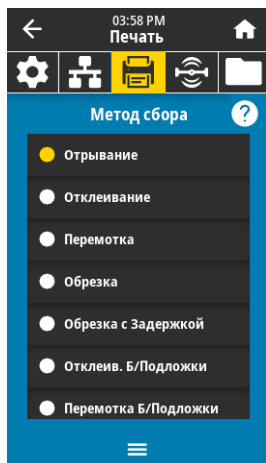 03:58 PM
Печать
Метод сбора
?
Отрывание
Отклеивание
Перемотка
Обрезка
Обрезка с Задержкой
Отклеив. Б/Подложки
Перемотка Б/Подложки